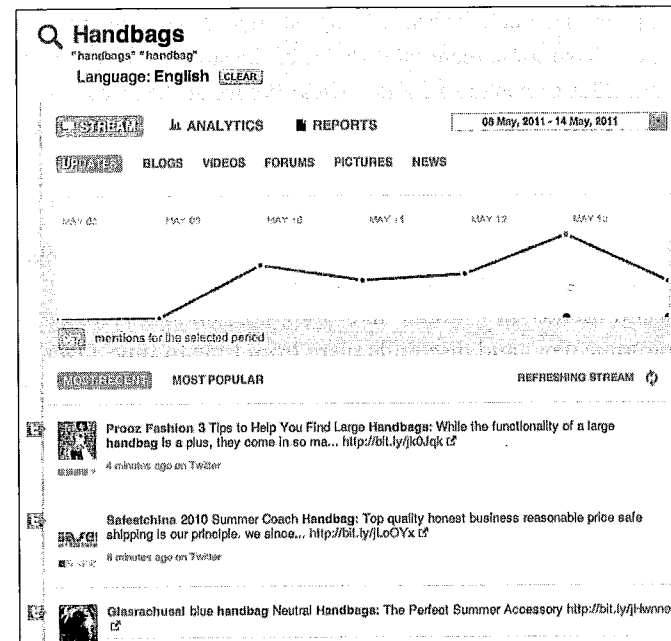 Handbags
"handbags" "handbag"
Language: English CLEAR
STREAM ANALYTICS REPORTS 08 May, 2011 - 14 May, 2011
UPDATES BLOGS VIDEOS FORUMS PICTURES NEWS
MAY 09 MAY 10 MAY 11 MAY 12 MAY 13
mentions for the selected period
MOST RECENT MOST POPULAR REFRESHING STREAM
Prooz Fashion 3 Tips to Help You Find Large Handbags: While the functionality of a large
handbag is a plus, they come in so ma... http://bit.ly/jk0Jqk
4 minutes ago on Twitter
Safestchina 2010 Summer Coach Handbag: Top quality honest business reasonable price safe
shipping is our principle. we since... http://bit.ly/jLoOYx
8 minutes ago on Twitter
blue handbag Neutral Handbags: The Perfect Summer Accessory